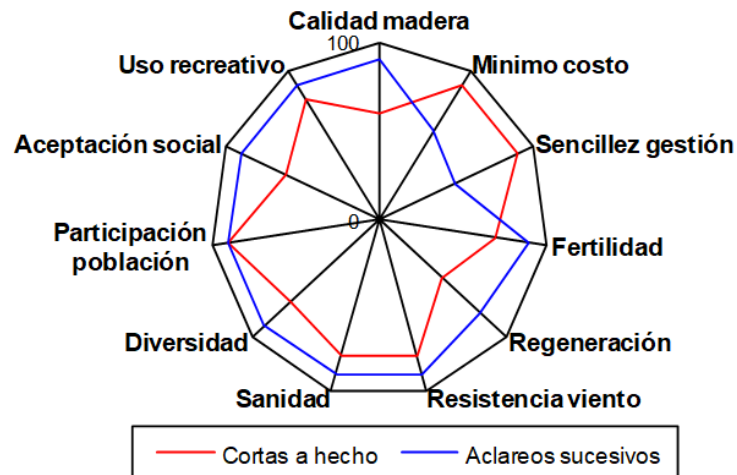 Calidad madera
100
Uso recreativo
Minimo costo
Aceptación social
Sencillez gestión
0
Participación
población
Fertilidad
Diversidad
Regeneración
Sanidad
Resistencia viento
Cortas a hecho
Aclareos sucesivos